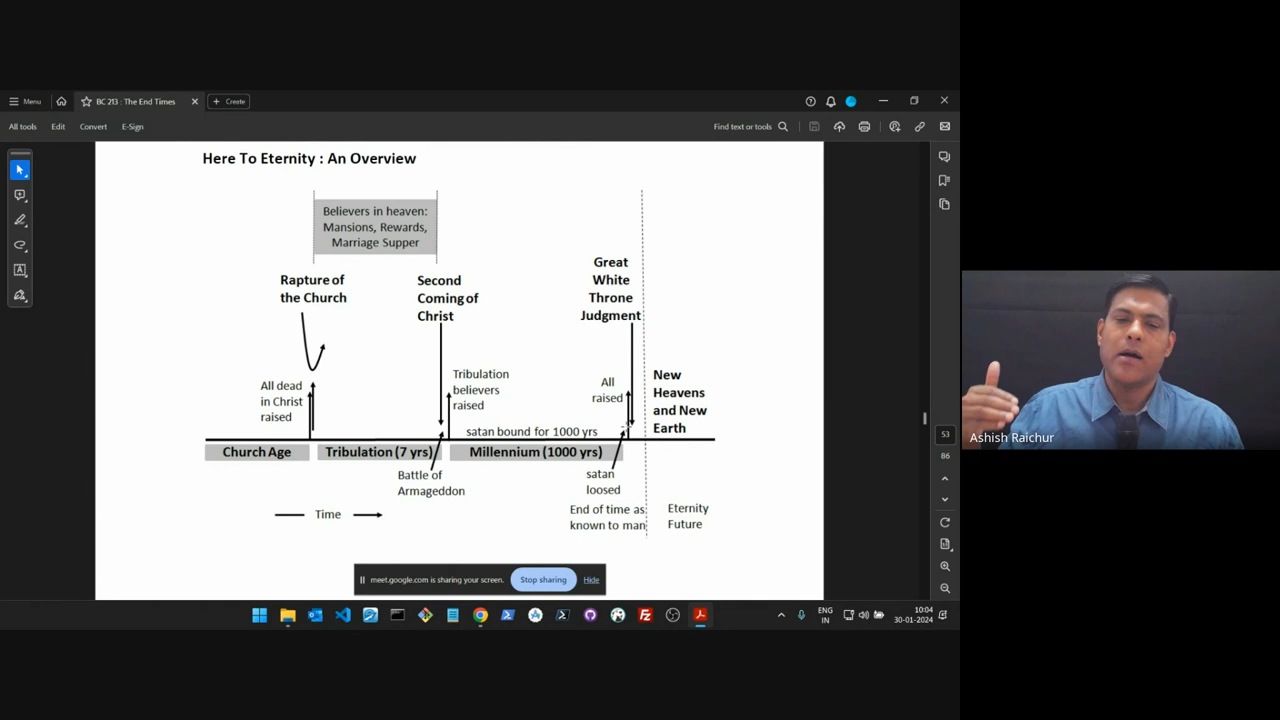 Menu
BC 213 : The End Times
Create
All tools
Edit
Convert
E-Sign
Find text or tools
Here To Eternity : An Overview
Believers in heaven:
Mansions, Rewards,
Marriage Supper
Rapture of
the Church
Second
Coming of
Christ
Great
White
Throne
Judgment
All dead
in Christ
raised
Tribulation
believers
raised
All
raised
New
Heavens
and New
Earth
satan bound for 1000 yrs
Church Age
Tribulation (7 yrs)
Millennium (1000 yrs)
Battle of
Armageddon
satan
loosed
Time
End of time as
known to man
Eternity
Future
53
86
meet.google.com is sharing your screen.
Stop sharing
Hide
ENG
IN
10:04
30-01-2024
Ashish Raichur